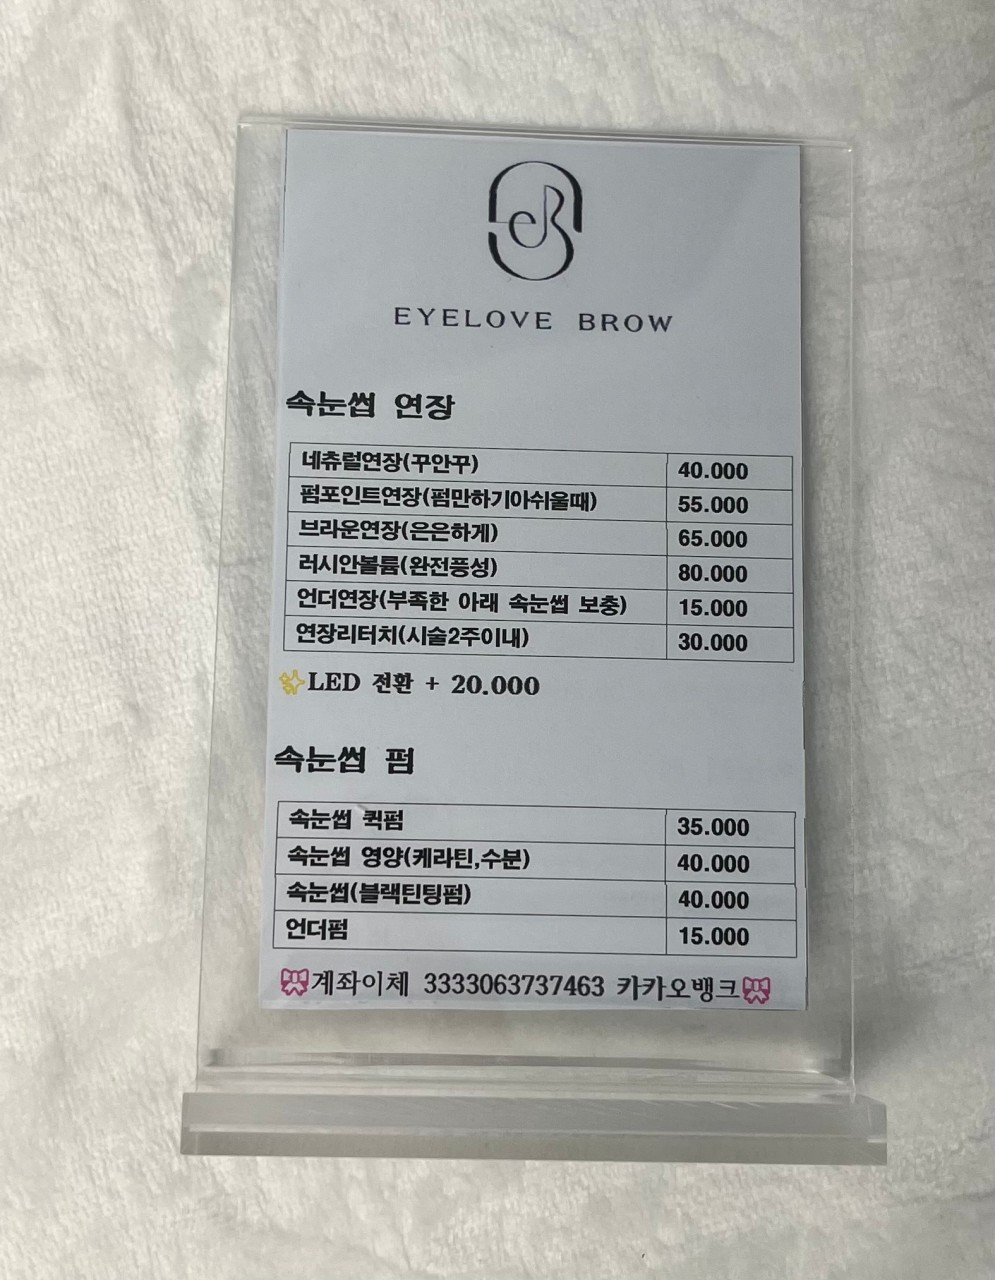 eB
EYELOVE BROW
속눈썹 연장
네츄럴연장(꾸안꾸) 40.000
펌포인트연장(펌만하기아쉬울때) 55.000
브라운연장(은은하게) 65.000
러시안볼륨(완전풍성) 80.000
언더연장(부족한 아래 속눈썹 보충) 15.000
연장리터치(시술2주이내) 30.000
✨LED 전환 + 20.000
속눈썹 펌
속눈썹 퀵펌 35.000
속눈썹 영양(케라틴,수분) 40.000
속눈썹(블랙틴팅펌) 40.000
언더펌 15.000
🎀계좌이체 3333063737463 카카오뱅크🎀